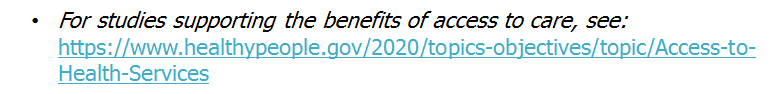 • For studies supporting the benefits of access to care, see:
https://www.healthypeople.gov/2020/topics-objectives/topic/Access-to-
Health-Services